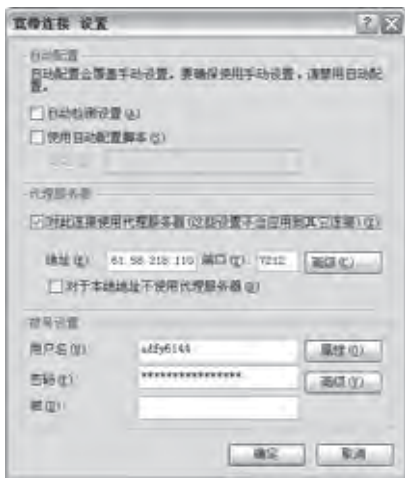 宽带连接 设置
自动配置
自动配置会覆盖手动设置。要确保使用手动设置，请禁用自动配置。
自动检测设置(A)
使用自动配置脚本(S)
代理服务器
对此连接使用代理服务器(这些设置不会应用到其它连接)(X)
地址(E): 61.58.218.110 端口(T): 7212 高级(C)
对于本地地址不使用代理服务器(B)
拨号设置
用户名(U): adfy6144 属性(O)
密码(P): **************** 高级(D)
域(D):
确定 取消